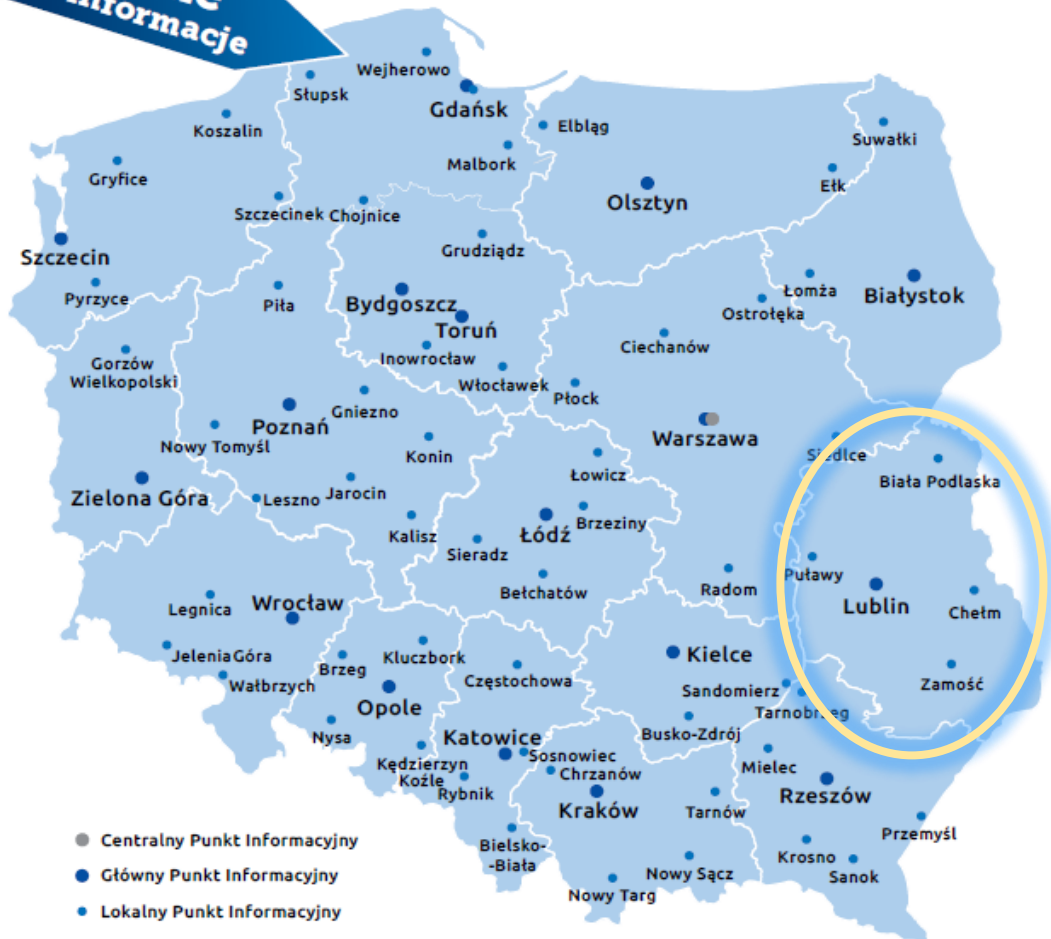 informacje
Wejherowo
Słupsk
Gdańsk
Koszalin
Elbląg
Suwałki
Malbork
Gryfice
Ełk
Olsztyn
Szczecinek
Chojnice
Grudziądz
Szczecin
Pyrzyce
Piła
Bydgoszcz
Toruń
Łomża
Białystok
Ostrołęka
Inowrocław
Ciechanów
Gorzów
Wielkopolski
Włocławek
Płock
Gniezno
Poznań
Nowy Tomyśl
Konin
Warszawa
Siedlce
Łowicz
Biała Podlaska
Zielona Góra
Leszno
Jarocin
Kalisz
Łódź
Brzeziny
Sieradz
Bełchatów
Radom
Puławy
Lublin
Chełm
Legnica
Wrocław
Jelenia Góra
Wałbrzych
Brzeg
Kluczbork
Częstochowa
Kielce
Sandomierz
Zamość
Tarnobrzeg
Opole
Nysa
Busko-Zdrój
Katowice
Sosnowiec
Chrzanów
Kędzierzyn
Koźle
Rybnik
Kraków
Tarnów
Mielec
Rzeszów
Przemyśl
Bielsko-
-Biała
Nowy Sącz
Nowy Targ
Krosno
Sanok
Centralny Punkt Informacyjny
Główny Punkt Informacyjny
Lokalny Punkt Informacyjny